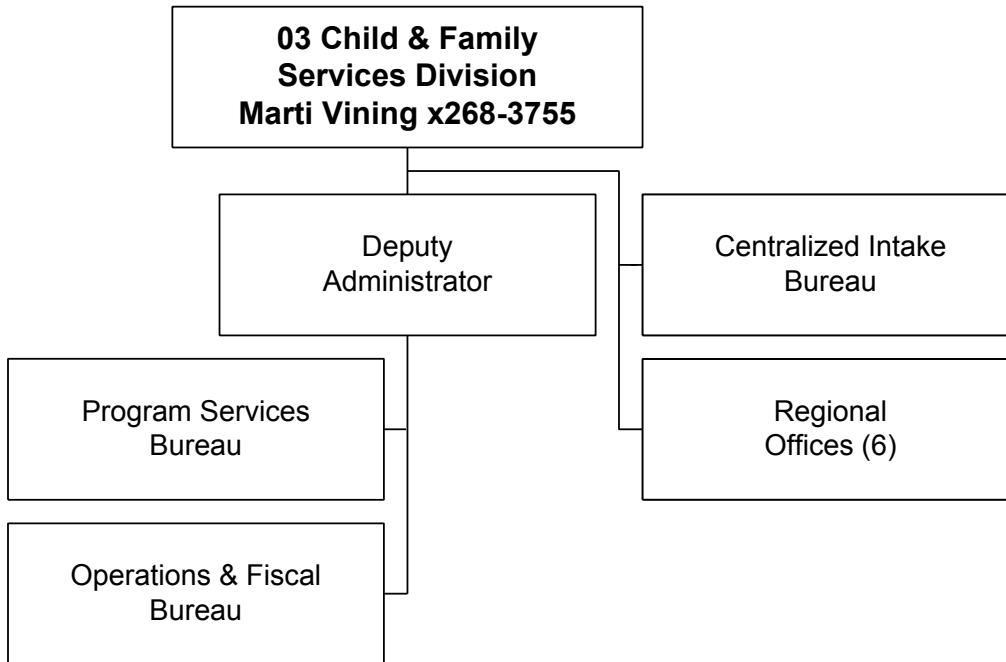 03 Child & Family
Services Division
Marti Vining x268-3755
Deputy
Administrator
Centralized Intake
Bureau
Program Services
Bureau
Regional
Offices (6)
Operations & Fiscal
Bureau